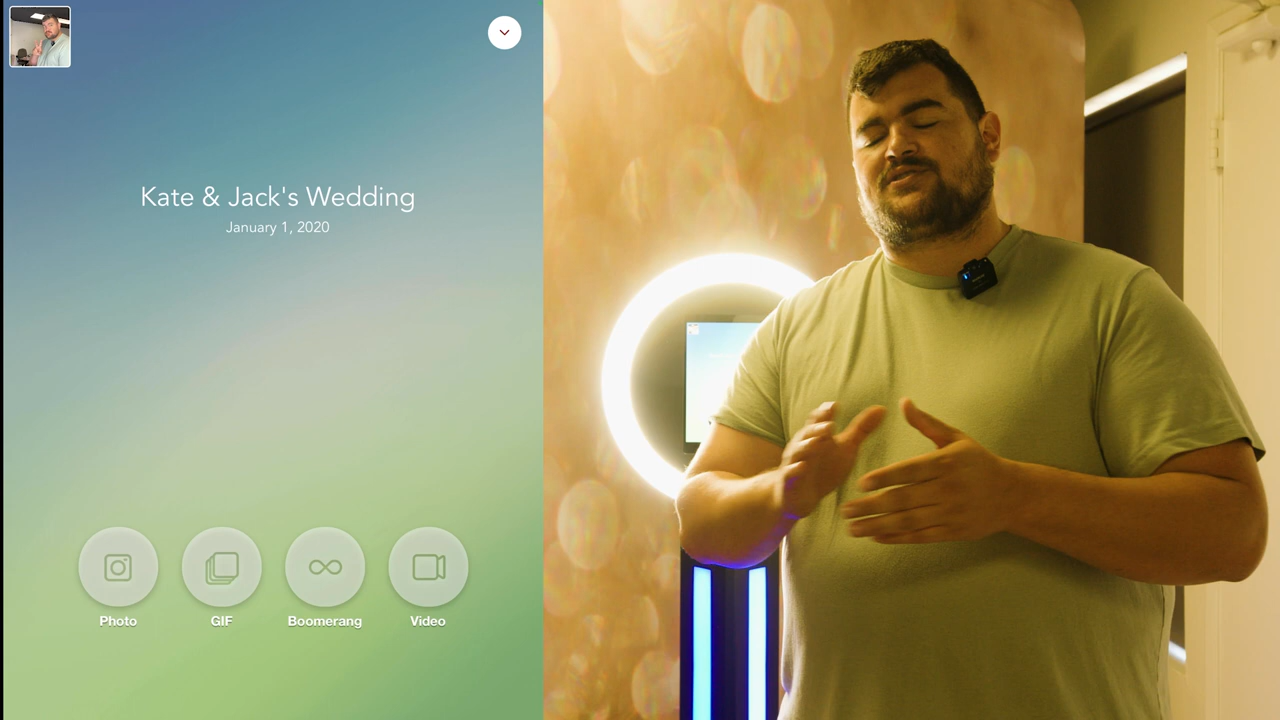 Kate & Jack's Wedding
January 1, 2020
Photo
GIF
Boomerang
Video